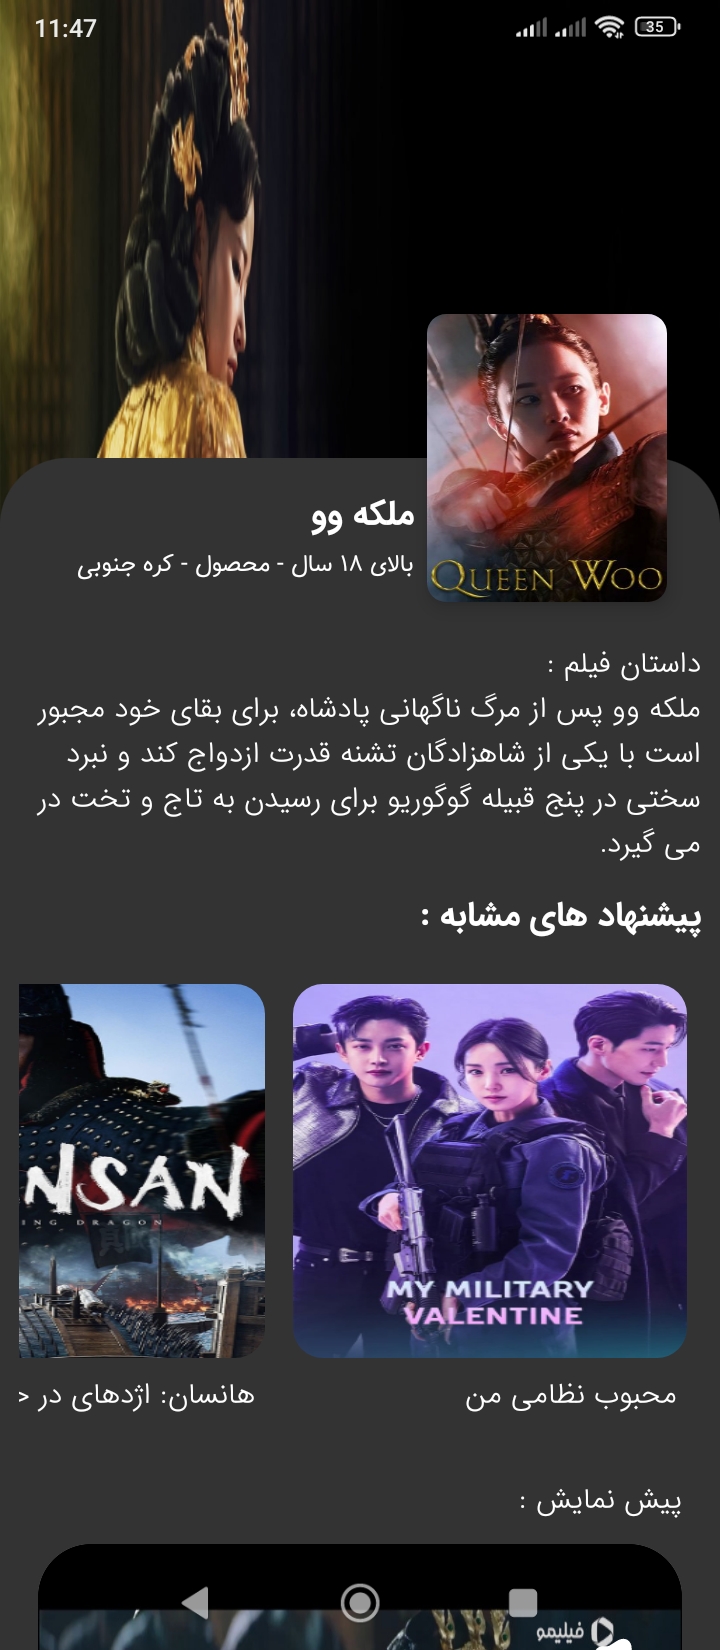 11:47
35
QUEEN WOO
ملکه وو
بالای ۱۸ سال - محصول - کره جنوبی
داستان فیلم :
ملکه وو پس از مرگ ناگهانی پادشاه، برای بقای خود مجبور
است با یکی از شاهزادگان تشنه قدرت ازدواج کند و نبرد
سختی در پنج قبیله گوگوریو برای رسیدن به تاج و تخت در
می گیرد.
پیشنهاد های مشابه :
MY MILITARY
VALENTINE
NSAN
ING DRAGON
محبوب نظامی من
هانسان: اژدهای در
پیش نمایش :
فیلیمو